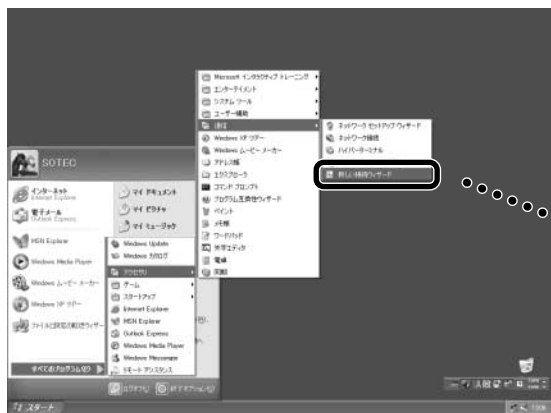 Microsoft インタラクティブ トレーニング
エンターテイメント
システム ツール
ユーザー補助
通信
Windows XP ツアー
Windows ムービー メーカー
アドレス帳
エクスプローラ
コマンド プロンプト
プログラム互換性ウィザード
ペイント
メモ帳
ワードパッド
外字エディタ
電卓
同期
ネットワーク セットアップ ウィザード
ネットワーク接続
ハイパーターミナル
新しい接続ウィザード
SOTEC
インターネット
Internet Explorer
電子メール
Outlook Express
MSN Explorer
Windows Media Player
Windows ムービー メーカー
Windows XP ツアー
ファイルと設定の転送ウィザー
すべてのプログラム(P)
マイ ドキュメント
マイ ピクチャ
マイ ミュージック
Windows Update
Windows カタログ
アクセサリ
ゲーム
スタートアップ
Internet Explorer
MSN Explorer
Outlook Express
Windows Media Player
Windows Messenger
リモート アシスタンス
ログオフ(L)
終了オプション(U)
スタート